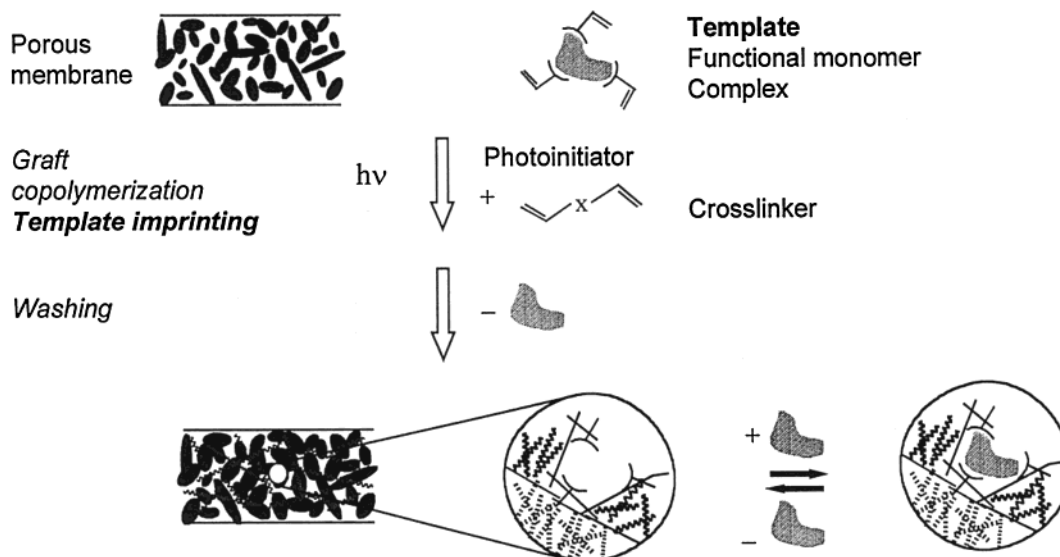 Porous
membrane
Template
Functional monomer
Complex
Graft
copolymerization
Template imprinting
hν
Photoinitiator
+
x
Crosslinker
Washing
−
+
−